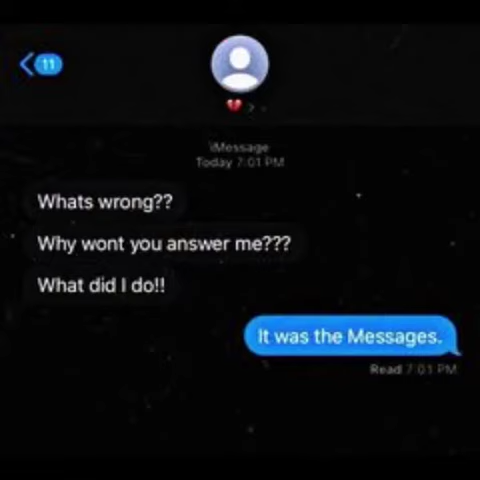 11
iMessage
Today 7:01 PM
Whats wrong??
Why wont you answer me???
What did I do!!
It was the Messages.
Read 7:01 PM